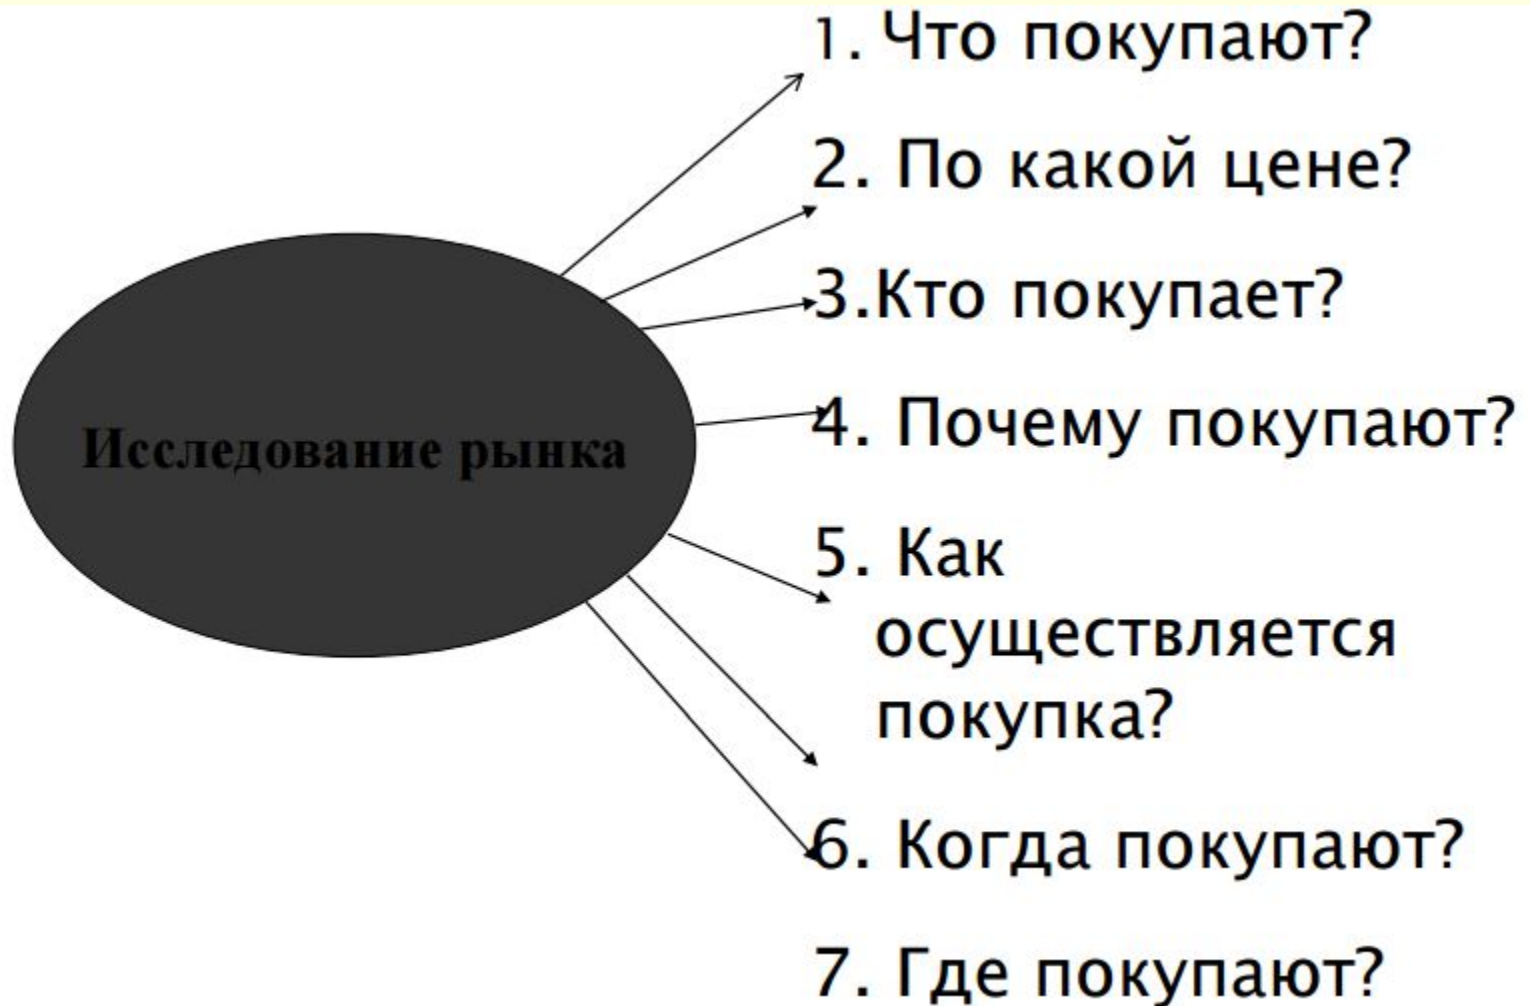 1. Что покупают?
2. По какой цене?
3.Кто покупает?
4. Почему покупают?
Исследование рынка
5. Как
осуществляется
покупка?
6. Когда покупают?
7. Где покупают?